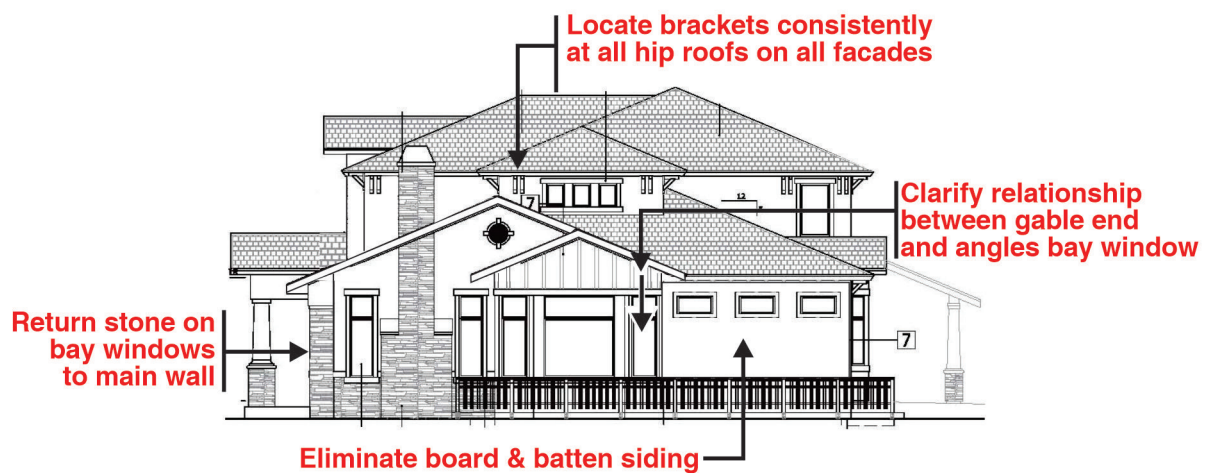 Locate brackets consistently
at all hip roofs on all facades
12
7
Clarify relationship
between gable end
and angles bay window
Return stone on
bay windows
to main wall
7
Eliminate board & batten siding